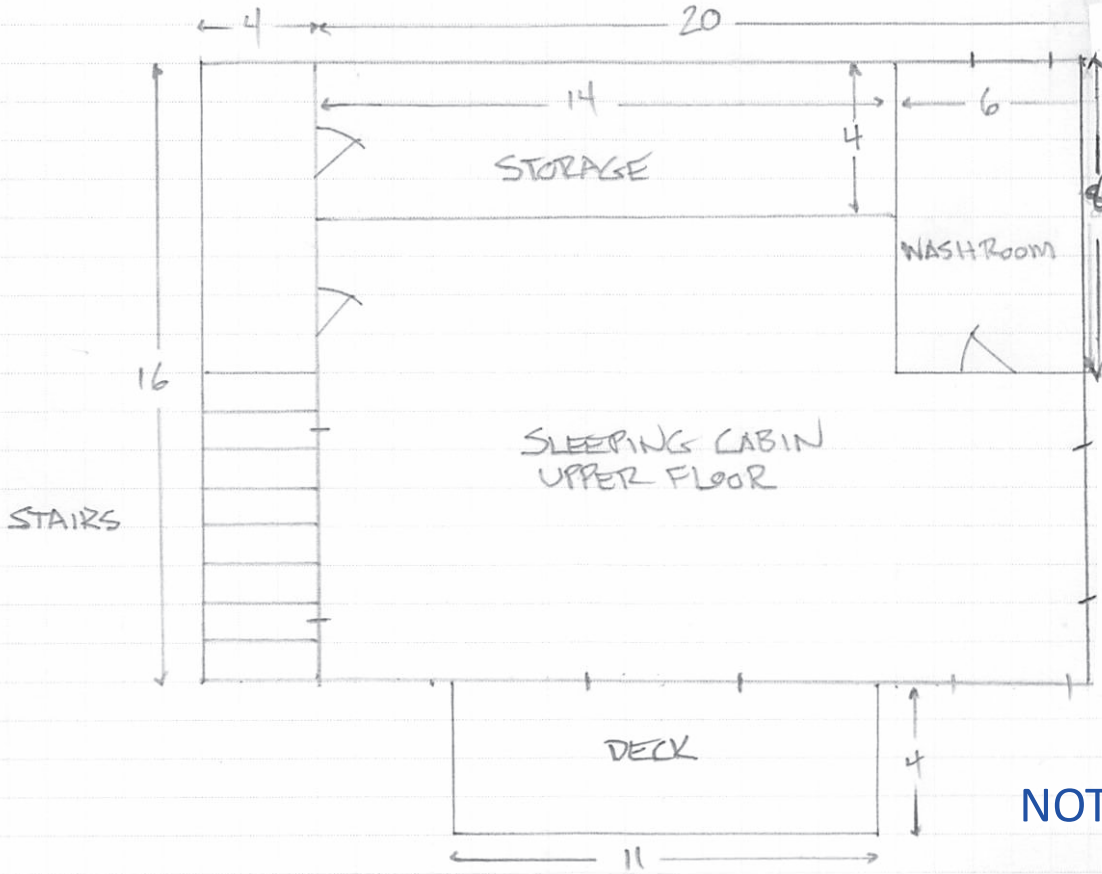 4
20
14
6
4
STORAGE
WASHROOM
16
SLEEPING CABIN
UPPER FLOOR
STAIRS
DECK
4
NOT
11